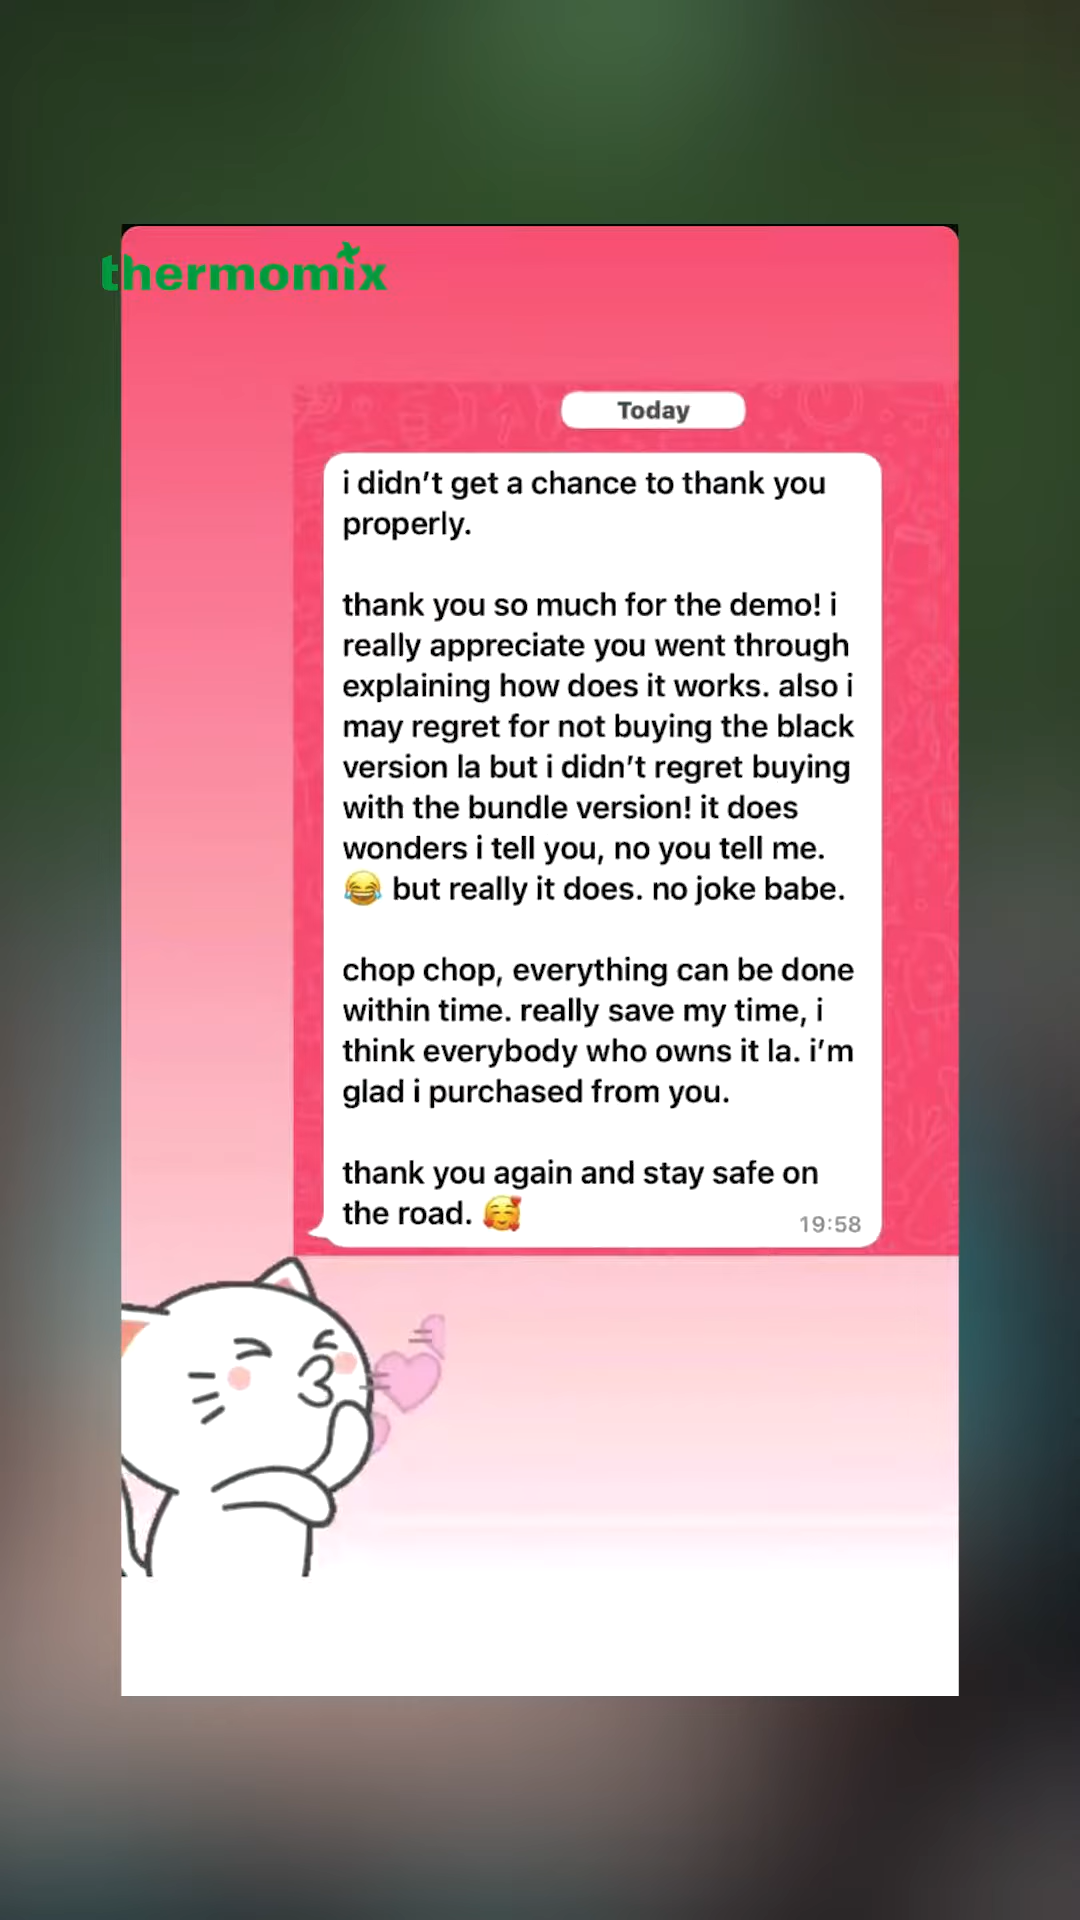 thermomix
Today
i didn’t get a chance to thank you
properly.
thank you so much for the demo! i
really appreciate you went through
explaining how does it works. also i
may regret for not buying the black
version la but i didn’t regret buying
with the bundle version! it does
wonders i tell you, no you tell me.
😂 but really it does. no joke babe.
chop chop, everything can be done
within time. really save my time, i
think everybody who owns it la. i’m
glad i purchased from you.
thank you again and stay safe on
the road. 🥰
19:58